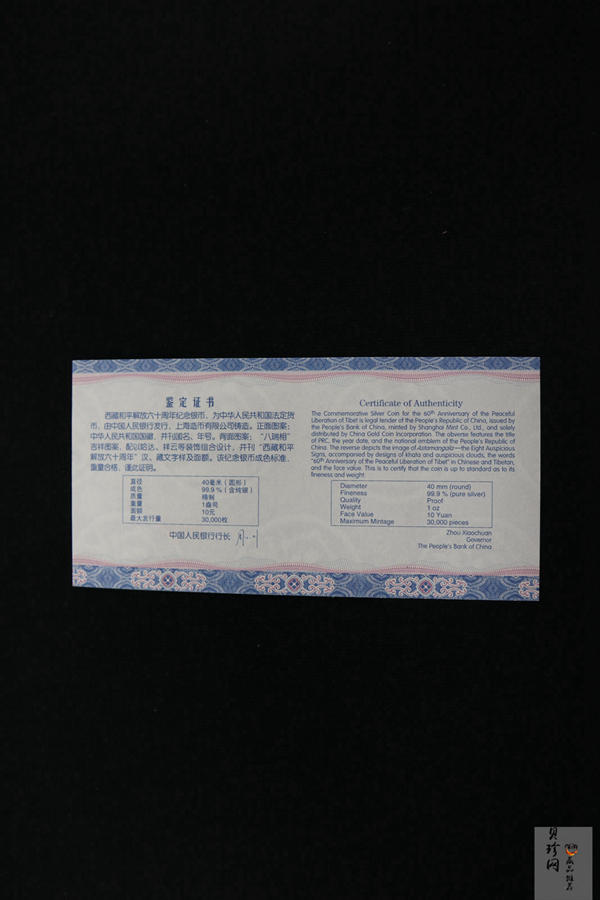 鉴定证书
西藏和平解放六十周年纪念银币，为中华人民共和国法定货
币，由中国人民银行发行，上海造币有限公司铸造。正面图案：
中华人民共和国国徽，并刊国名、年号。背面图案：“八瑞相”
吉祥图案，配以哈达、祥云等装饰组合设计，并刊“西藏和平
解放六十周年”汉、藏文字样及面额。该纪念银币成色标准，
重量合格，谨此证明。
直径 40毫米（圆形）
成色 99.9％（含纯银）
质量 精制
重量 1盎司
面额 10元
最大发行量 30,000枚
中国人民银行行长
Certificate of Authenticity
The Commemorative Silver Coin for the 60th Anniversary of the Peaceful
Liberation of Tibet is legal tender of the People's Republic of China, issued by
the People's Bank of China, minted by Shanghai Mint Co., Ltd., and solely
distributed by China Gold Coin Incorporation. The obverse features the title
of PRC, the year date, and the national emblem of the People's Republic of
China. The reverse depicts the image of Astamangala—the Eight Auspicious
Signs, accompanied by designs of khata and auspicious clouds, the words
"60th Anniversary of the Peaceful Liberation of Tibet" in Chinese and Tibetan,
and the face value. This is to certify that the coin is up to standard as to its
fineness and weight.
Diameter 40 mm (round)
Fineness 99.9 % (pure silver)
Quality Proof
Weight 1 oz
Face Value 10 Yuan
Maximum Mintage 30,000 pieces
Zhou Xiaochuan
Governor
The People's Bank of China
贝珍网
藏品推荐